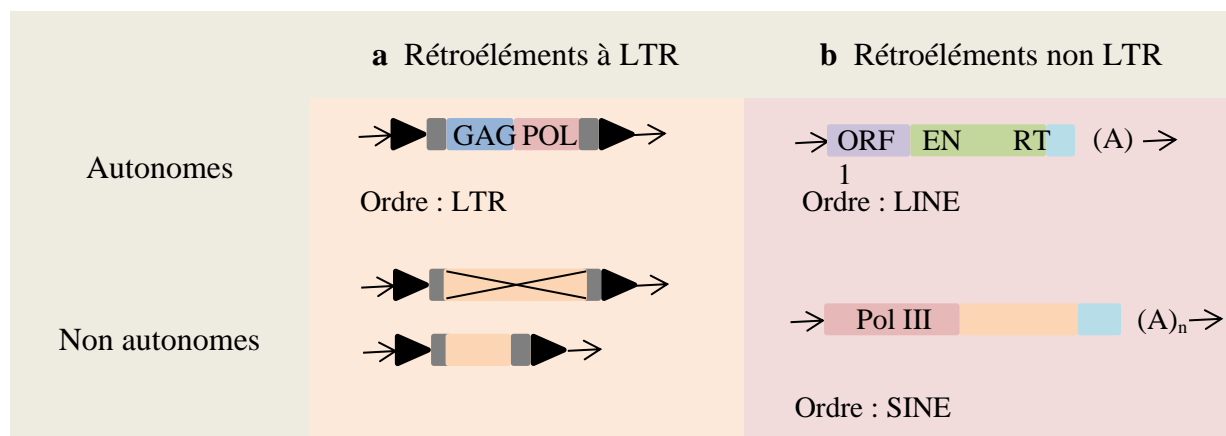 a Rétroéléments à LTR
b Rétroéléments non LTR
Autonomes
GAG POL
ORF EN RT (A)
1
Ordre : LTR
Ordre : LINE
Non autonomes
Pol III (A)n
Ordre : SINE